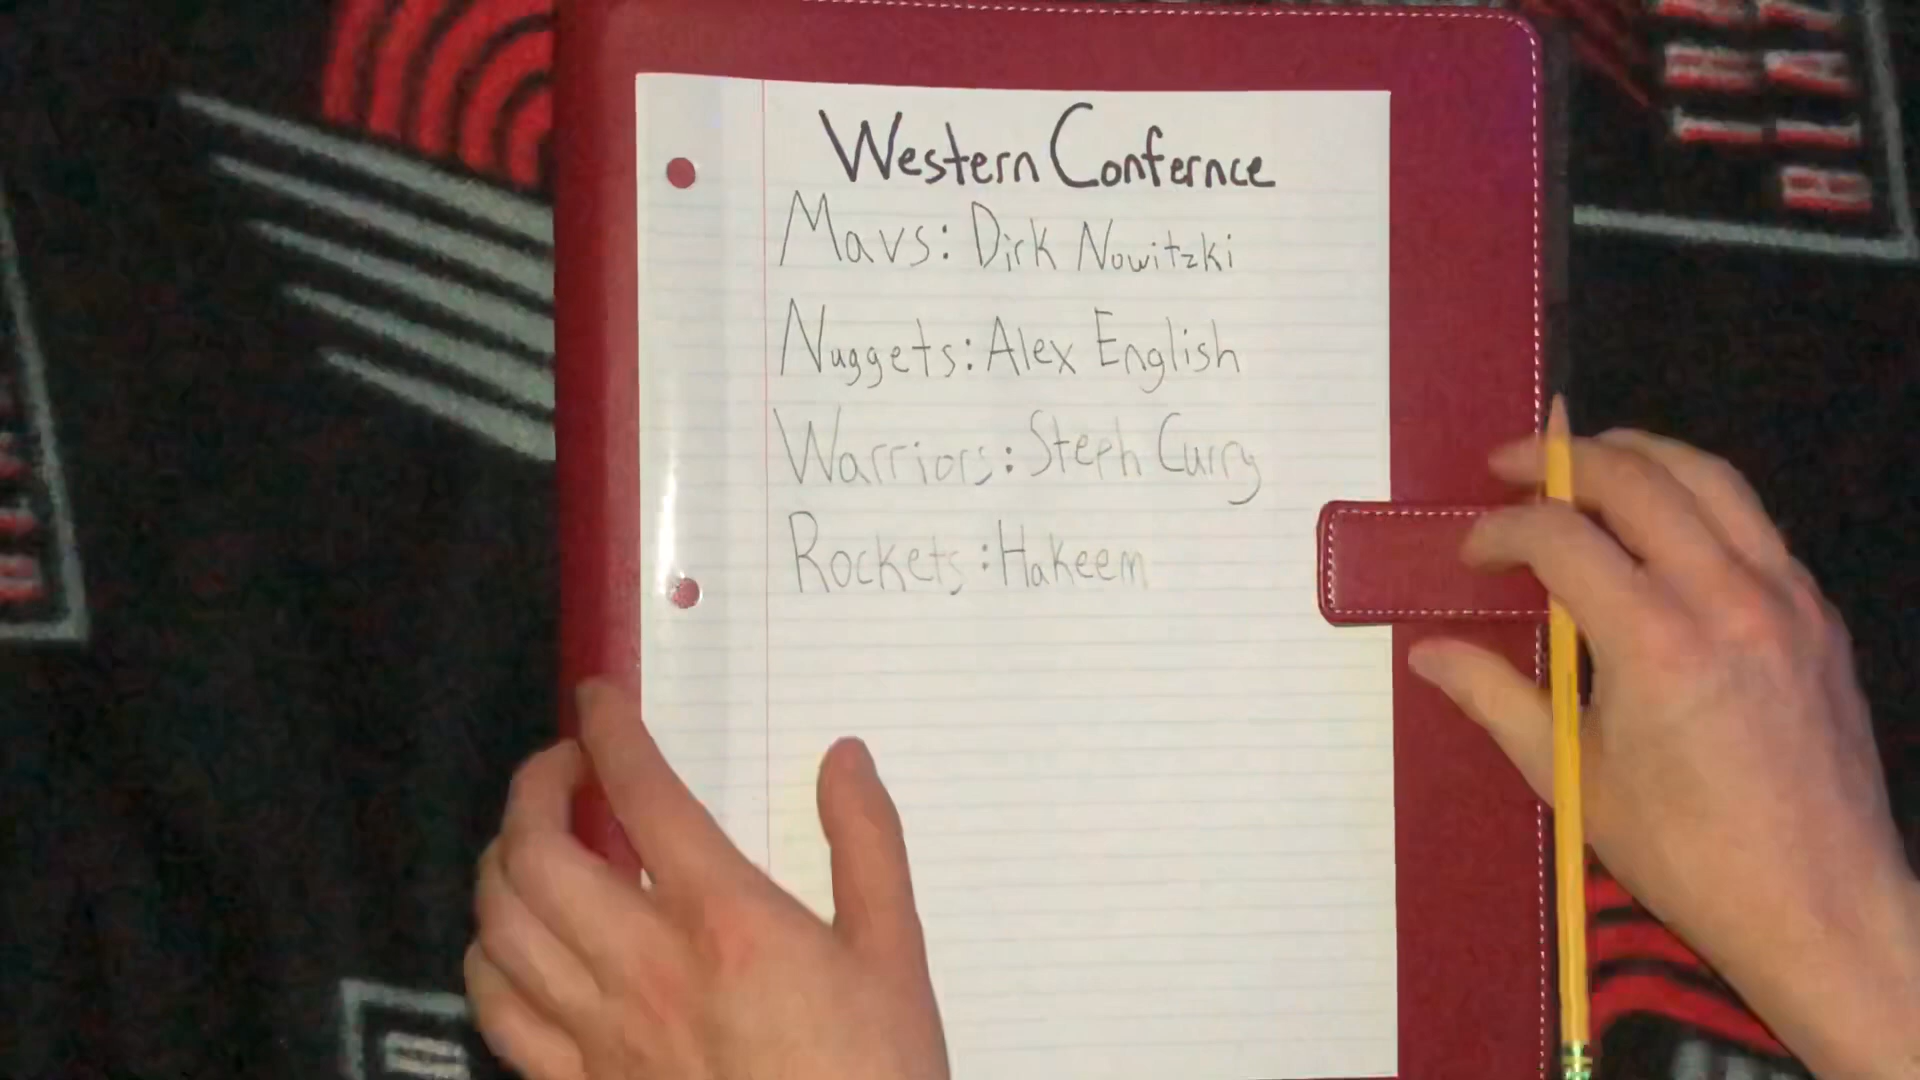 Western Confernce
Mavs: Dirk Nowitzki
Nuggets: Alex English
Warriors: Steph Curry
Rockets: Hakeem